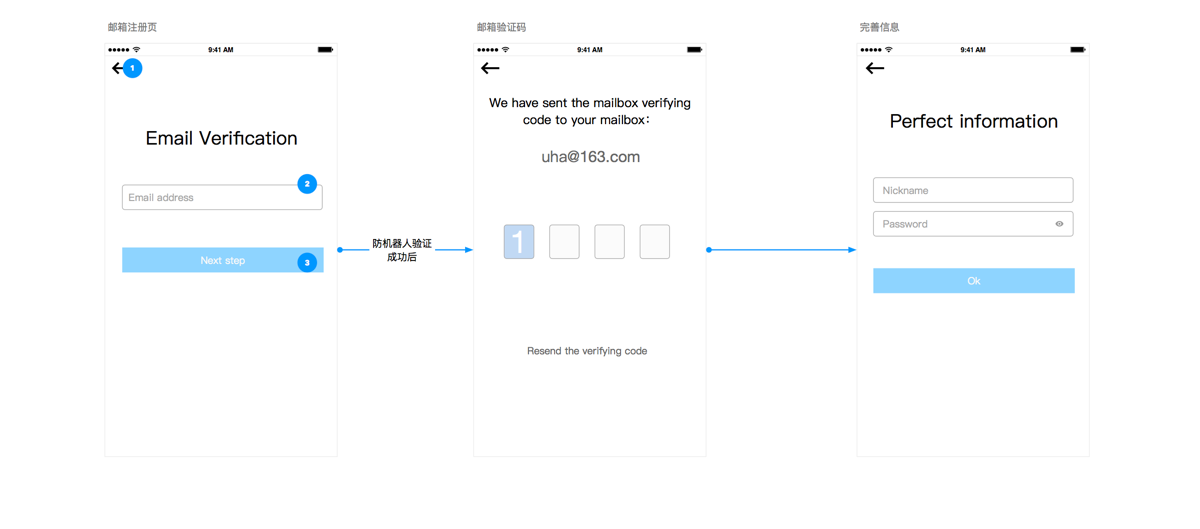 邮箱注册页
9:41 AM
1
Email Verification
2
Email address
Next step
3
防机器人验证
成功后
邮箱验证码
9:41 AM
We have sent the mailbox verifying
code to your mailbox：
uha@163.com
1
Resend the verifying code
完善信息
9:41 AM
Perfect information
Nickname
Password
Ok